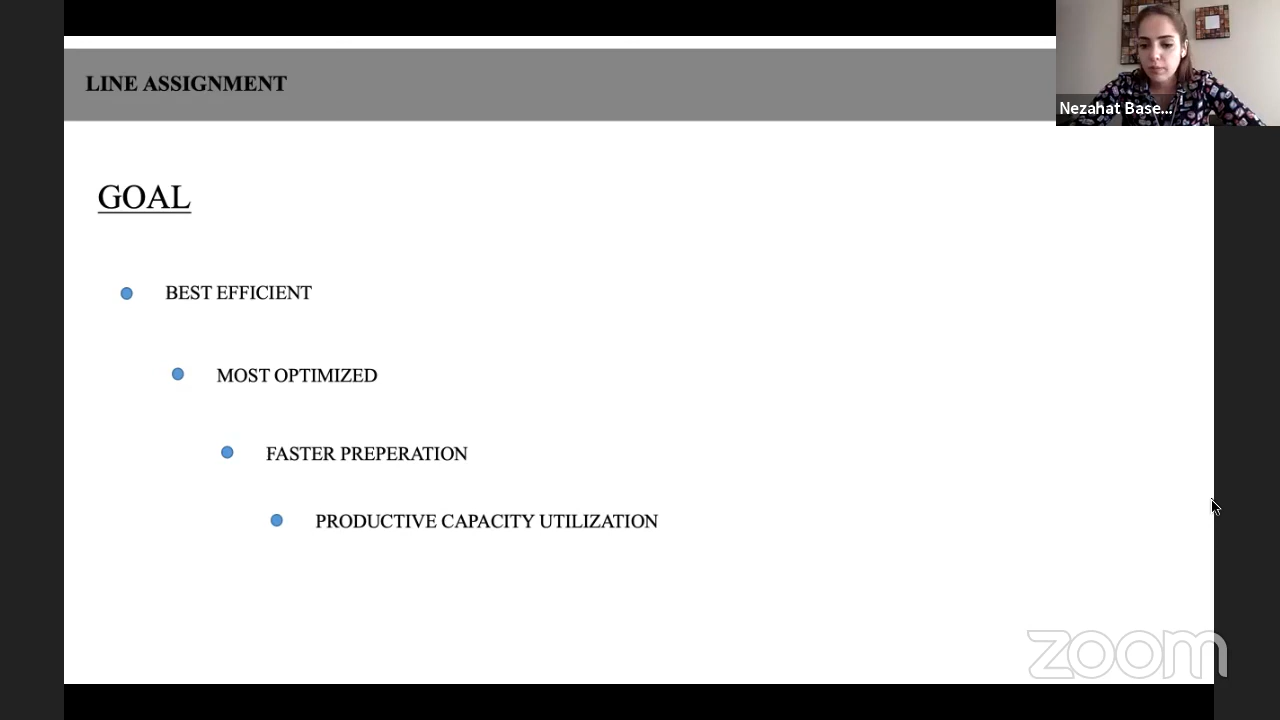 LINE ASSIGNMENT
Nezahat Base...
GOAL
BEST EFFICIENT
MOST OPTIMIZED
FASTER PREPERATION
PRODUCTIVE CAPACITY UTILIZATION
zoom